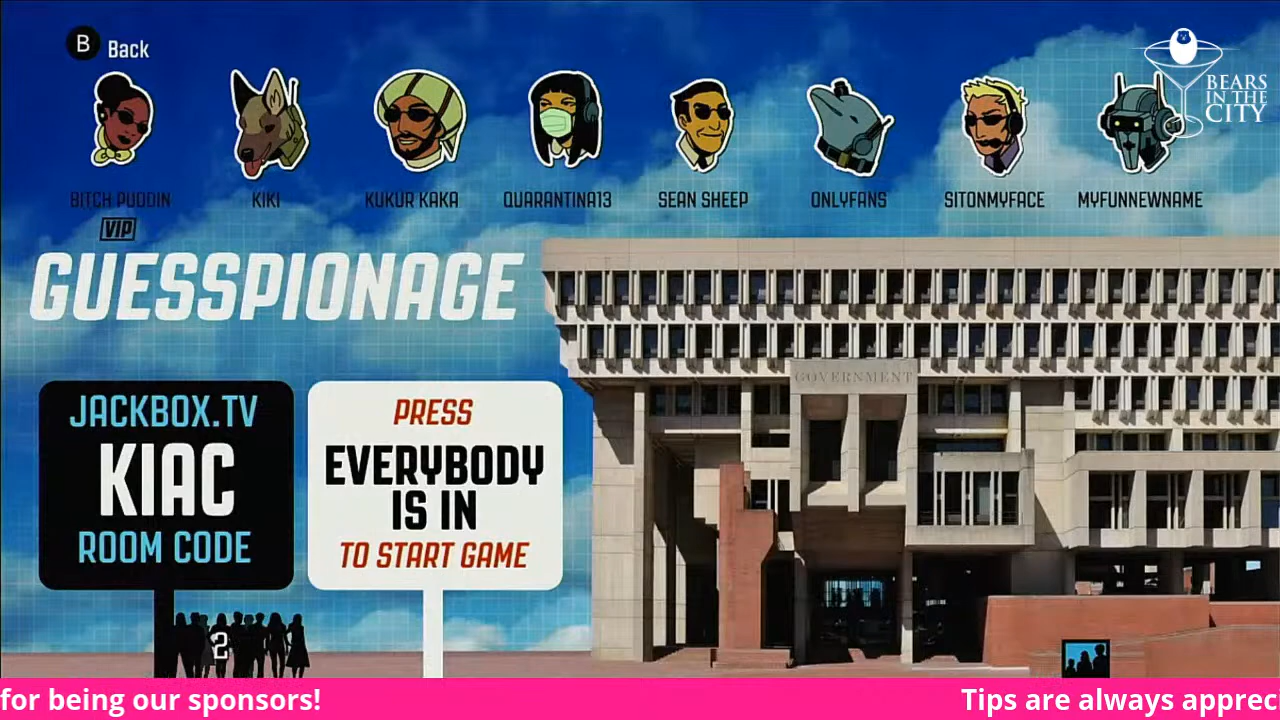 B Back
BEARS
IN THE
CITY
BITCH PUDDIN
KIKI
KUKUR KAKA
QUARANTINA13
SEAN SHEEP
ONLYFANS
SITONMYFACE
MYFUNNEWNAME
VIP
GUESSPIONAGE
GOVERNMENT
JACKBOX.TV
KIAC
ROOM CODE
PRESS
EVERYBODY
IS IN
TO START GAME
2
for being our sponsors!
Tips are always apprec